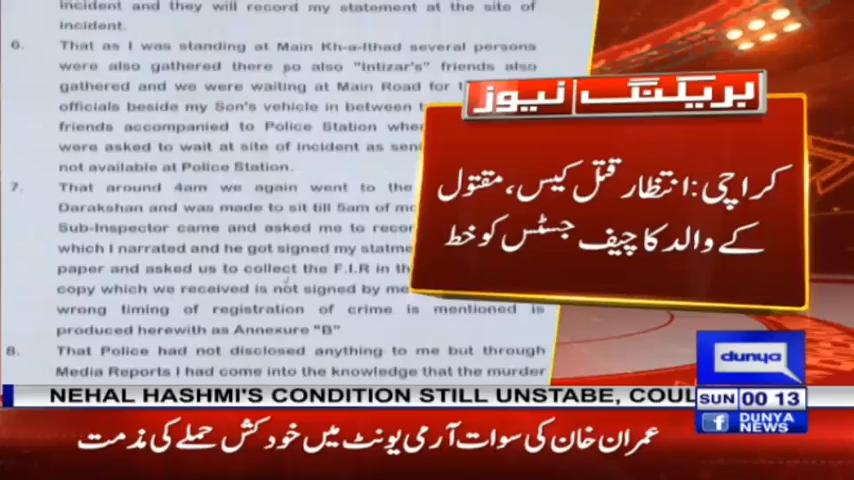 incident and they will record my statement at the site of
incident.
6. That as I was standing at Main Kh-a-Ithad several persons
were also gathered there so also "Intizar's" friends also
gathered and we were waiting at Main Road for
officials beside my Son's vehicle in between
friends accompanied to Police Station
were asked to wait at site of incident as
not available at Police Station.
7. That around 4am we again went to the
Darakshan and was made to sit till 5am of
Sub-Inspector came and asked me to
which I narrated and he got signed my statme
paper and asked us to collect the F.I.R in
copy which we received is not signed by me
wrong timing of registration of crime is mentioned is
produced herewith as Annexure "B"
8. That Police had not disclosed anything to me but through
Media Reports I had come into the knowledge that the murder
بریکنگ نیوز
کراچی: انتظار قتل کیس، مقتول
کے والد کا چیف جسٹس کو خط
dunya
NEHAL HASHMI'S CONDITION STILL UNSTABE, COUL
SUN 00 13
f DUNYA NEWS
عمران خان کی سوات آرمی یونٹ میں خودکش حملے کی مذمت